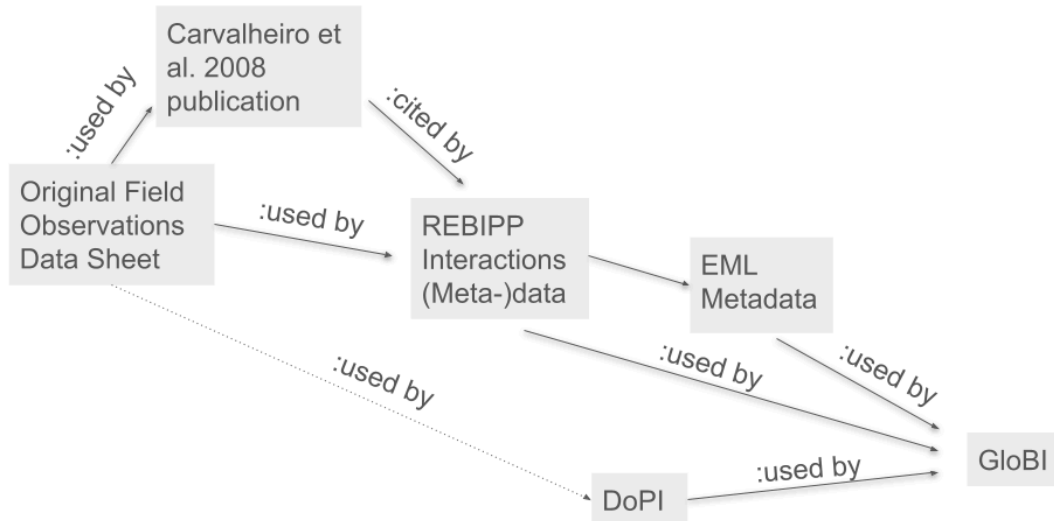 Carvalheiro et
al. 2008
publication
:used by
:cited by
Original Field
Observations
Data Sheet
:used by
REBIPP
Interactions
(Meta-)data
EML
Metadata
:used by
:used by
:used by
:used by
GloBI
DoPI